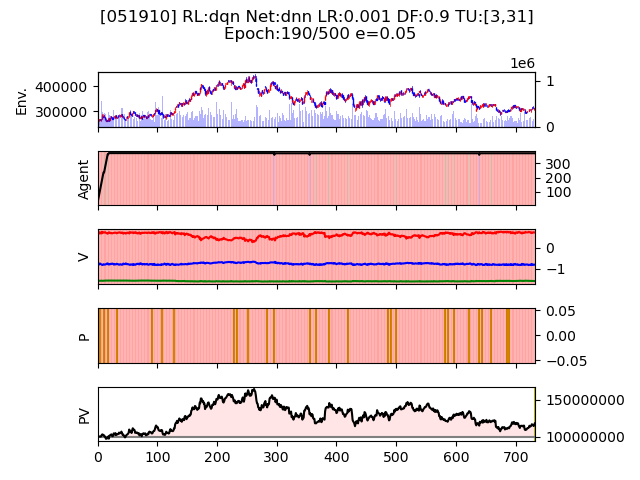 [051910] RL:dqn Net:dnn LR:0.001 DF:0.9 TU:[3,31]
Epoch:190/500 e=0.05
1e6
Env.
400000
300000
1
0
Agent
300
200
100
V
0
−1
P
0.05
0.00
−0.05
PV
150000000
100000000
0 100 200 300 400 500 600 700